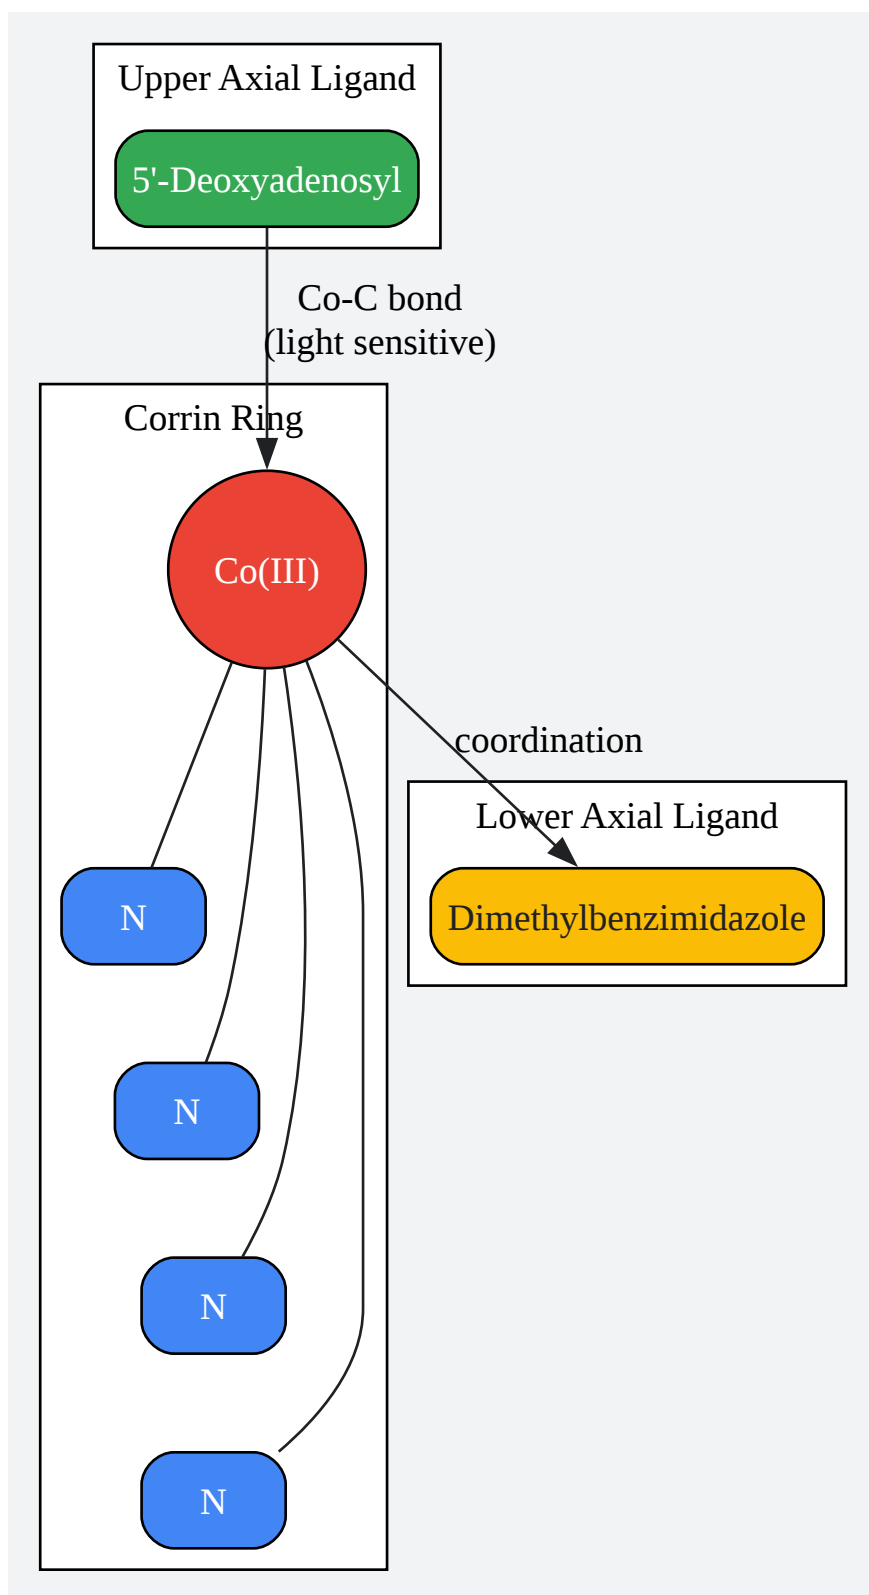 Upper Axial Ligand
5'-Deoxyadenosyl
Co-C bond
(light sensitive)
Corrin Ring
Co(III)
coordination
Lower Axial Ligand
N
Dimethylbenzimidazole
N
N
N